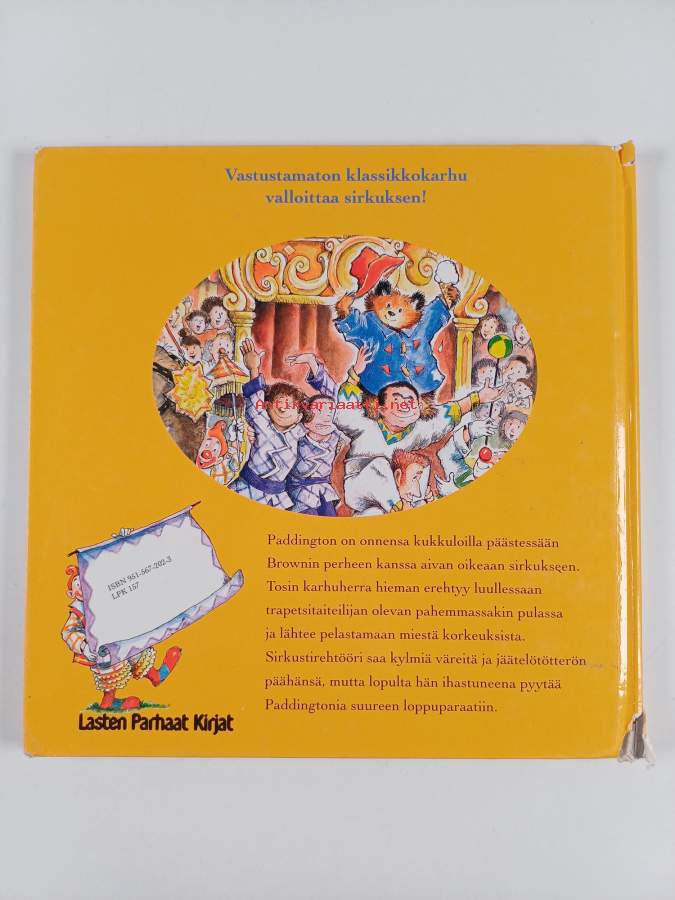 Vastustamaton klassikkokarhu
valloittaa sirkuksen!
Antikvariaatti.net
Paddington on onnensa kukkuloilla päästessään
Brownin perheen kanssa aivan oikeaan sirkukseen.
Tosin karhuherra hieman erehtyy luullessaan
trapetsitaiteilijan olevan pahemmassakin pulassa
ja lähtee pelastamaan miestä korkeuksista.
Sirkustirehtööri saa kylmiä väreitä ja jäätelötötterön
päähänsä, mutta lopulta hän ihastuneena pyytää
Paddingtonia suureen loppuparaatiin.
ISBN 951-567-202-3
LPK 157
Lasten Parhaat Kirjat